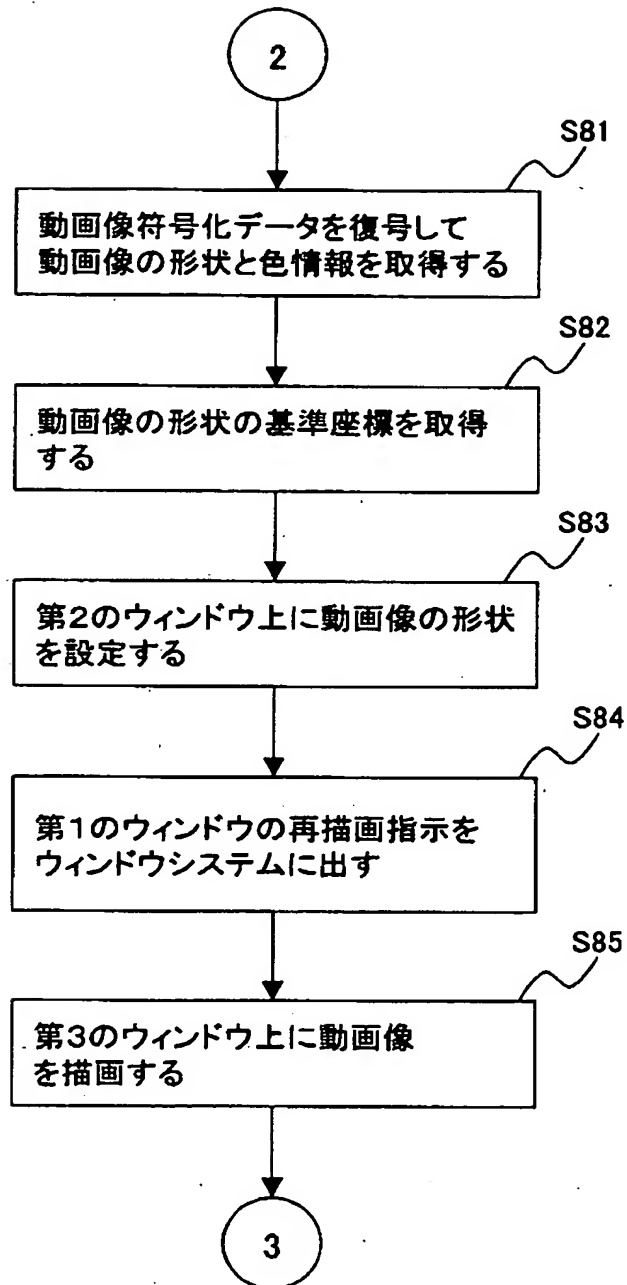 2
S81
動画像符号化データを復号して
動画像の形状と色情報を取得する
S82
動画像の形状の基準座標を取得
する
S83
第2のウィンドウ上に動画像の形状
を設定する
S84
第1のウィンドウの再描画指示を
ウィンドウシステムに出す
S85
第3のウィンドウ上に動画像
を描画する
3